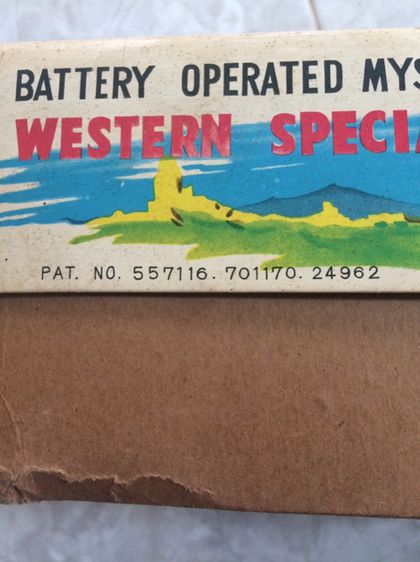 BATTERY OPERATED MYS
WESTERN SPECIA
PAT. NO. 557116. 701170. 24962